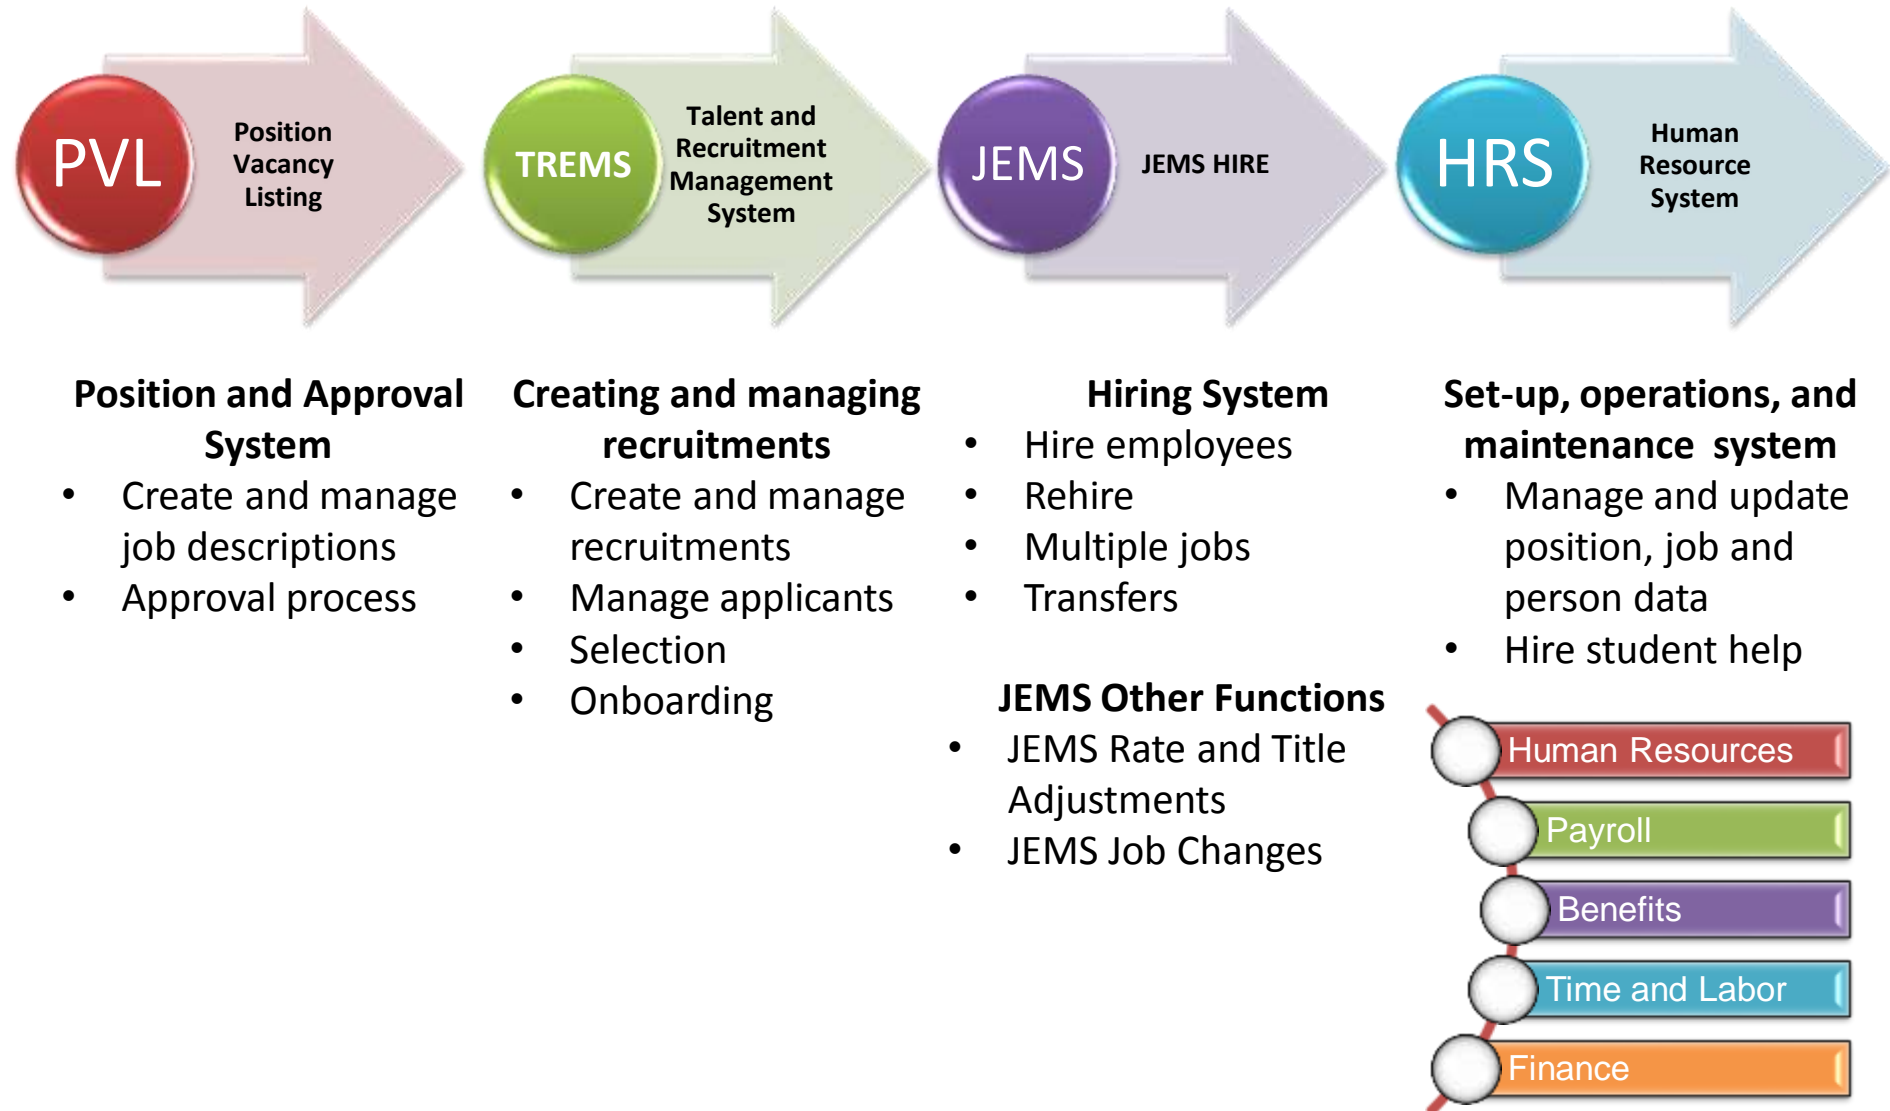 PVL
Position
Vacancy
Listing
TREMS
Talent and
Recruitment
Management
System
JEMS
JEMS HIRE
HRS
Human
Resource
System
Position and Approval
System
• Create and manage
job descriptions
• Approval process
Creating and managing
recruitments
• Create and manage
recruitments
• Manage applicants
• Selection
• Onboarding
Hiring System
• Hire employees
• Rehire
• Multiple jobs
• Transfers
JEMS Other Functions
• JEMS Rate and Title
Adjustments
• JEMS Job Changes
Set-up, operations, and
maintenance system
• Manage and update
position, job and
person data
• Hire student help
Human Resources
Payroll
Benefits
Time and Labor
Finance